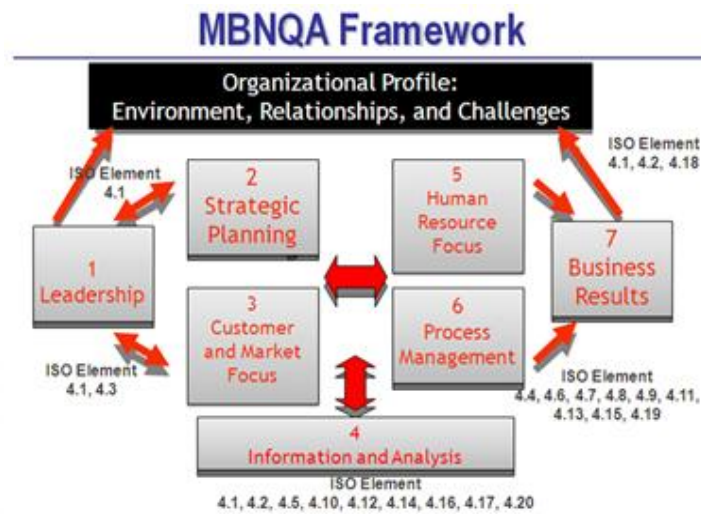 MBNQA Framework
Organizational Profile:
Environment, Relationships, and Challenges
ISO Element
4.1
ISO Element
4.1, 4.2, 4.18
2
Strategic
Planning
5
Human
Resource
Focus
1
Leadership
7
Business
Results
3
Customer
and Market
Focus
6
Process
Management
ISO Element
4.1, 4.3
ISO Element
4.4, 4.6, 4.7, 4.8, 4.9, 4.11,
4.13, 4.15, 4.19
4
Information and Analysis
ISO Element
4.1, 4.2, 4.5, 4.10, 4.12, 4.14, 4.16, 4.17, 4.20